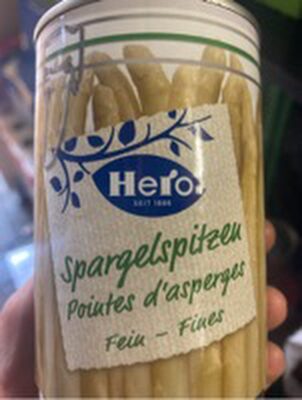 Hero.
SEIT 1886
Spargelspitzen
Pointes d'asperges
Fein – Fines